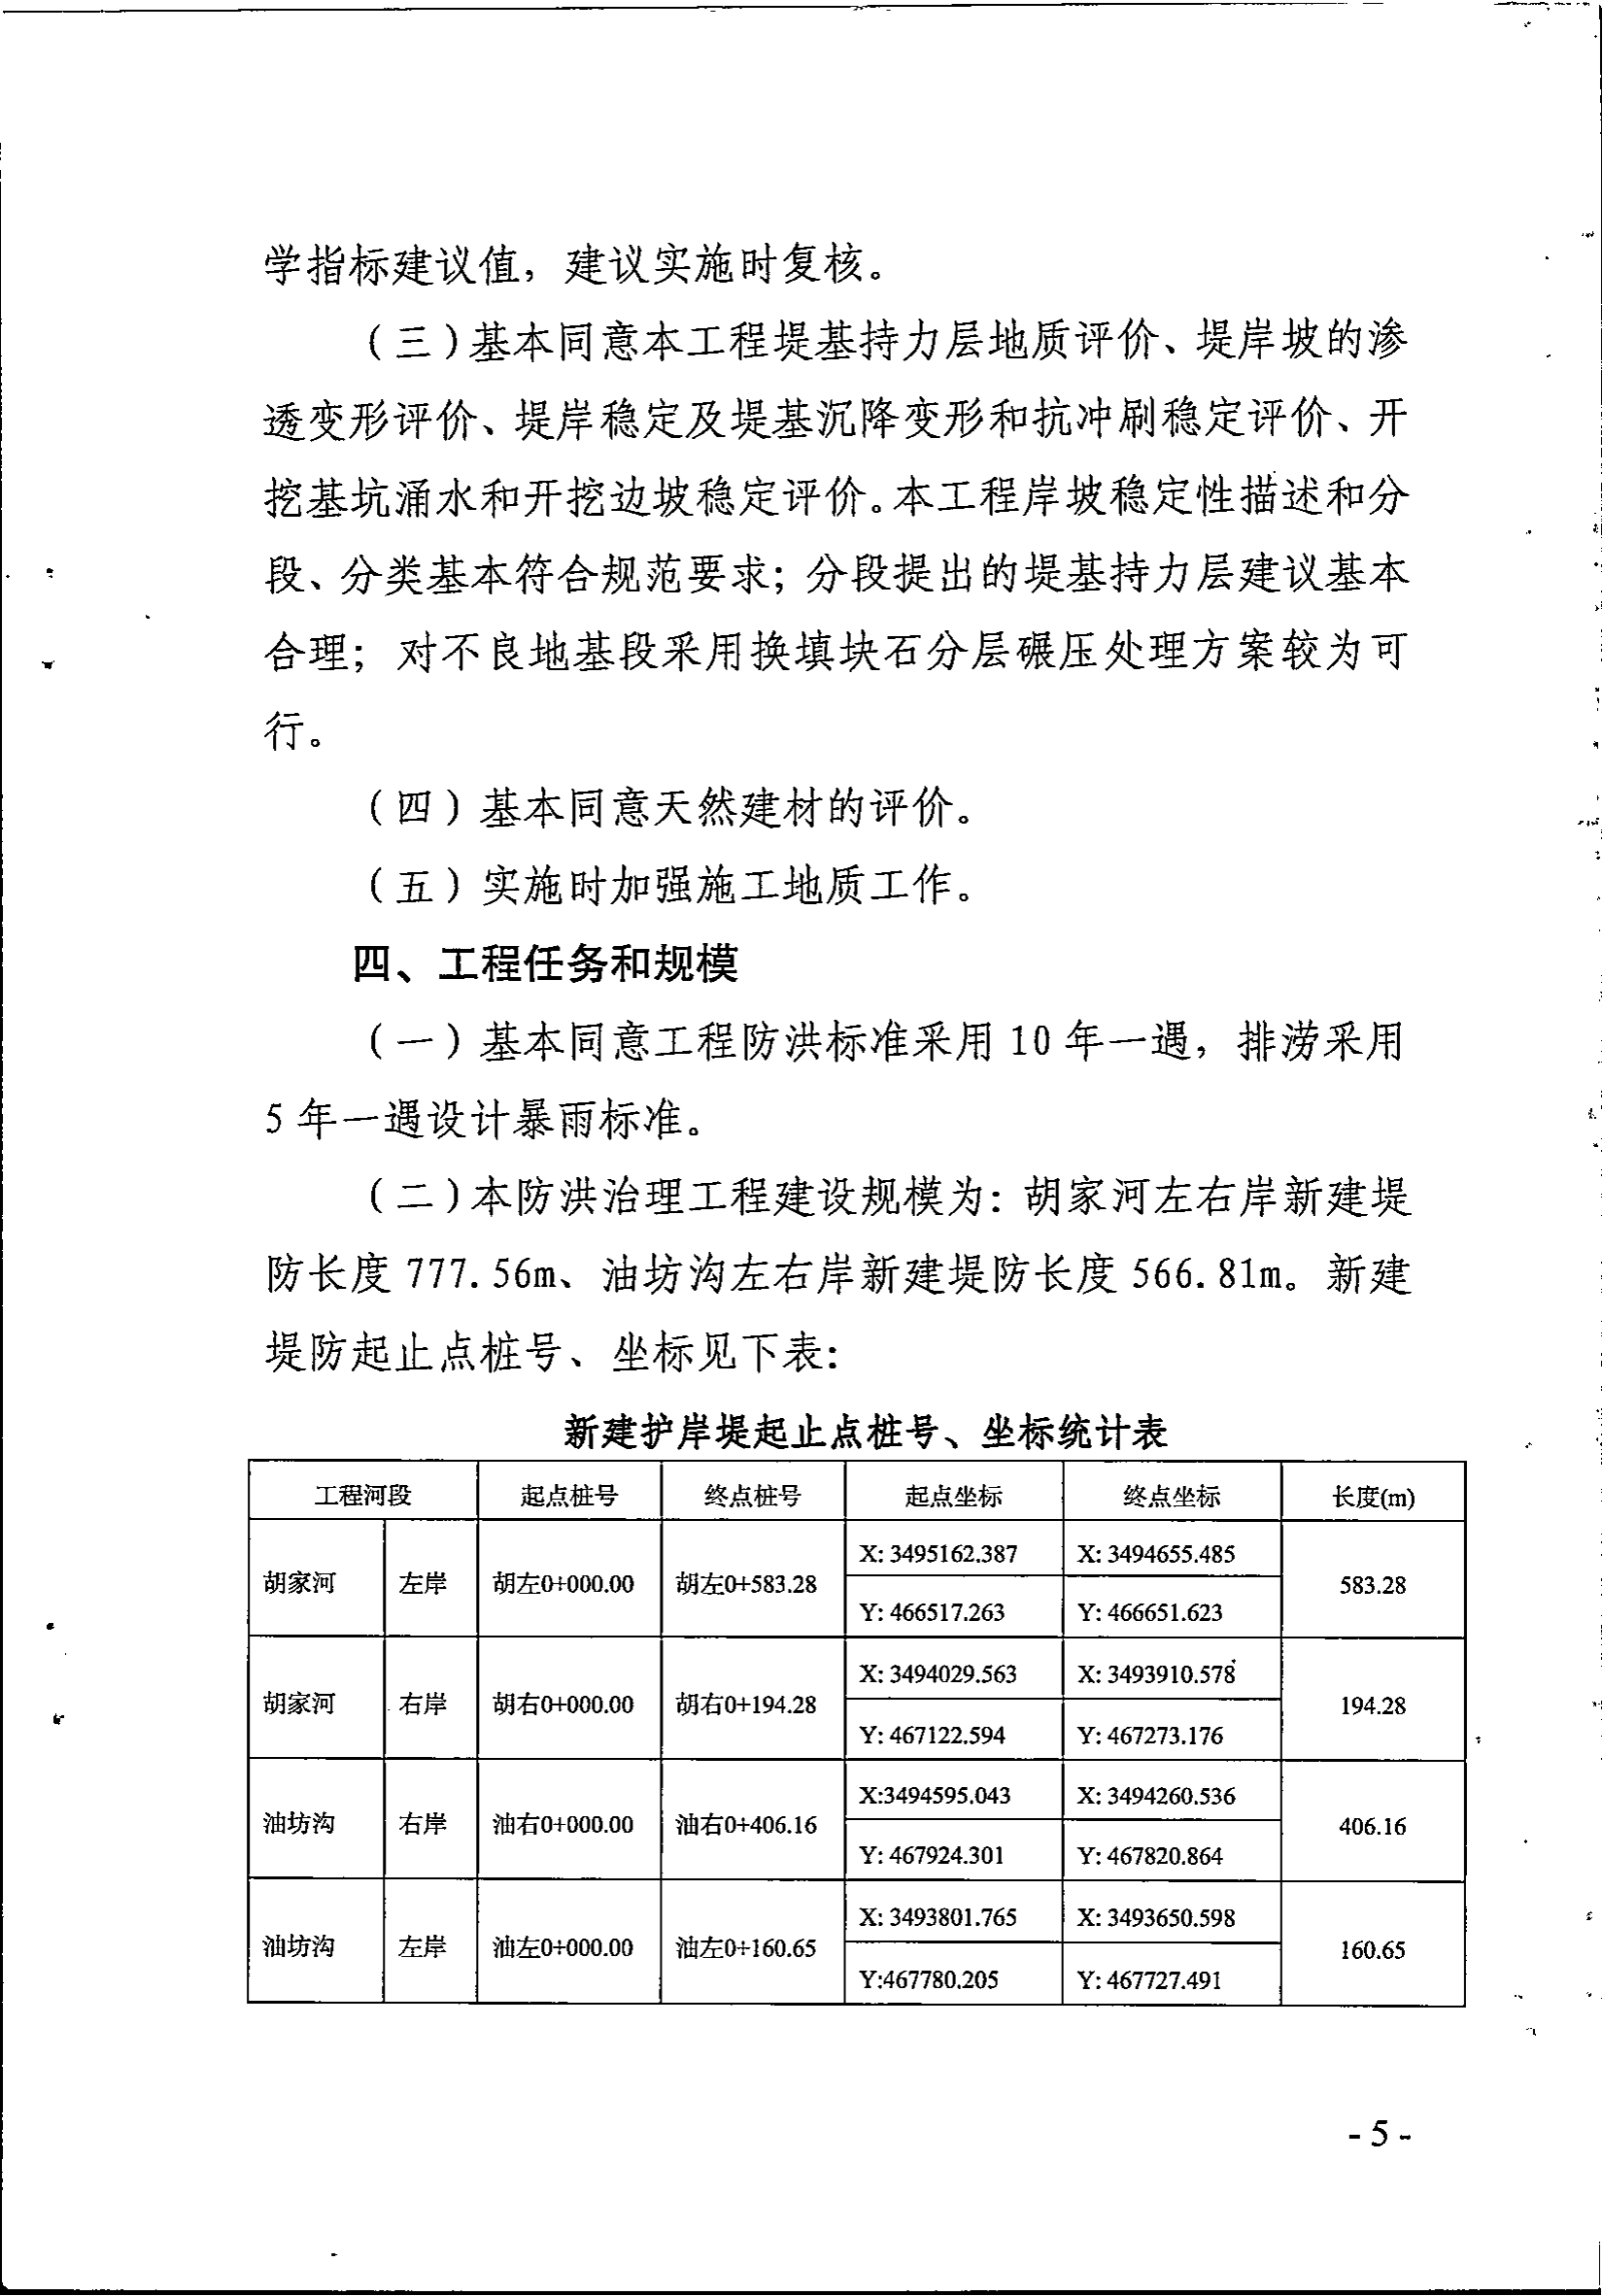 学指标建议值，建议实施时复核。
（三）基本同意本工程堤基持力层地质评价、堤岸坡的渗
透变形评价、堤岸稳定及堤基沉降变形和抗冲刷稳定评价、开
挖基坑涌水和开挖边坡稳定评价。本工程岸坡稳定性描述和分
段、分类基本符合规范要求；分段提出的堤基持力层建议基本
合理；对不良地基段采用换填块石分层碾压处理方案较为可
行。
（四）基本同意天然建材的评价。
（五）实施时加强施工地质工作。
四、工程任务和规模
（一）基本同意工程防洪标准采用 10 年一遇，排涝采用
5 年一遇设计暴雨标准。
（二）本防洪治理工程建设规模为：胡家河左右岸新建堤
防长度 777.56m、油坊沟左右岸新建堤防长度 566.81m。新建
堤防起止点桩号、坐标见下表：
新建护岸堤起止点桩号、坐标统计表
工程河段 起点桩号 终点桩号 起点坐标 终点坐标 长度(m)
胡家河 左岸 胡左0+000.00 胡左0+583.28 X: 3495162.387 X: 3494655.485 583.28
Y: 466517.263 Y: 466651.623
胡家河 右岸 胡右0+000.00 胡右0+194.28 X: 3494029.563 X: 3493910.578 194.28
Y: 467122.594 Y: 467273.176
油坊沟 右岸 油右0+000.00 油右0+406.16 X:3494595.043 X: 3494260.536 406.16
Y: 467924.301 Y: 467820.864
油坊沟 左岸 油左0+000.00 油左0+160.65 X: 3493801.765 X: 3493650.598 160.65
Y:467780.205 Y: 467727.491
- 5 -